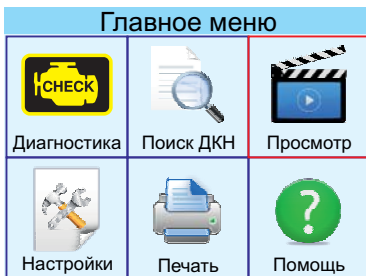 Главное меню
CHECK
Диагностика Поиск ДКН Просмотр
?
Настройки Печать Помощь